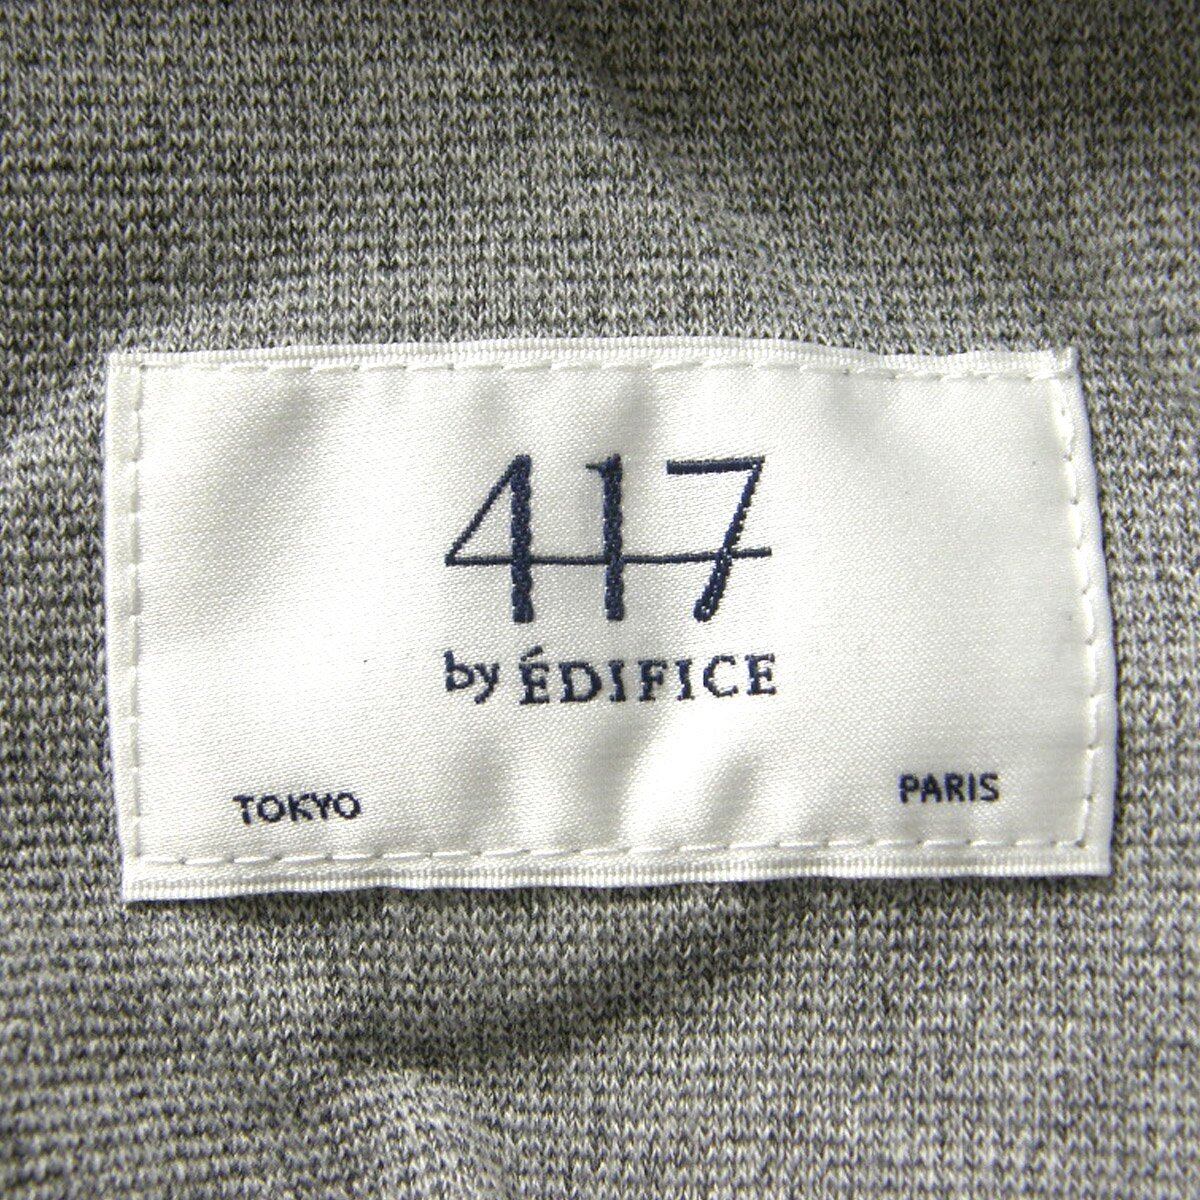 417
by ÉDIFICE
TOKYO PARIS